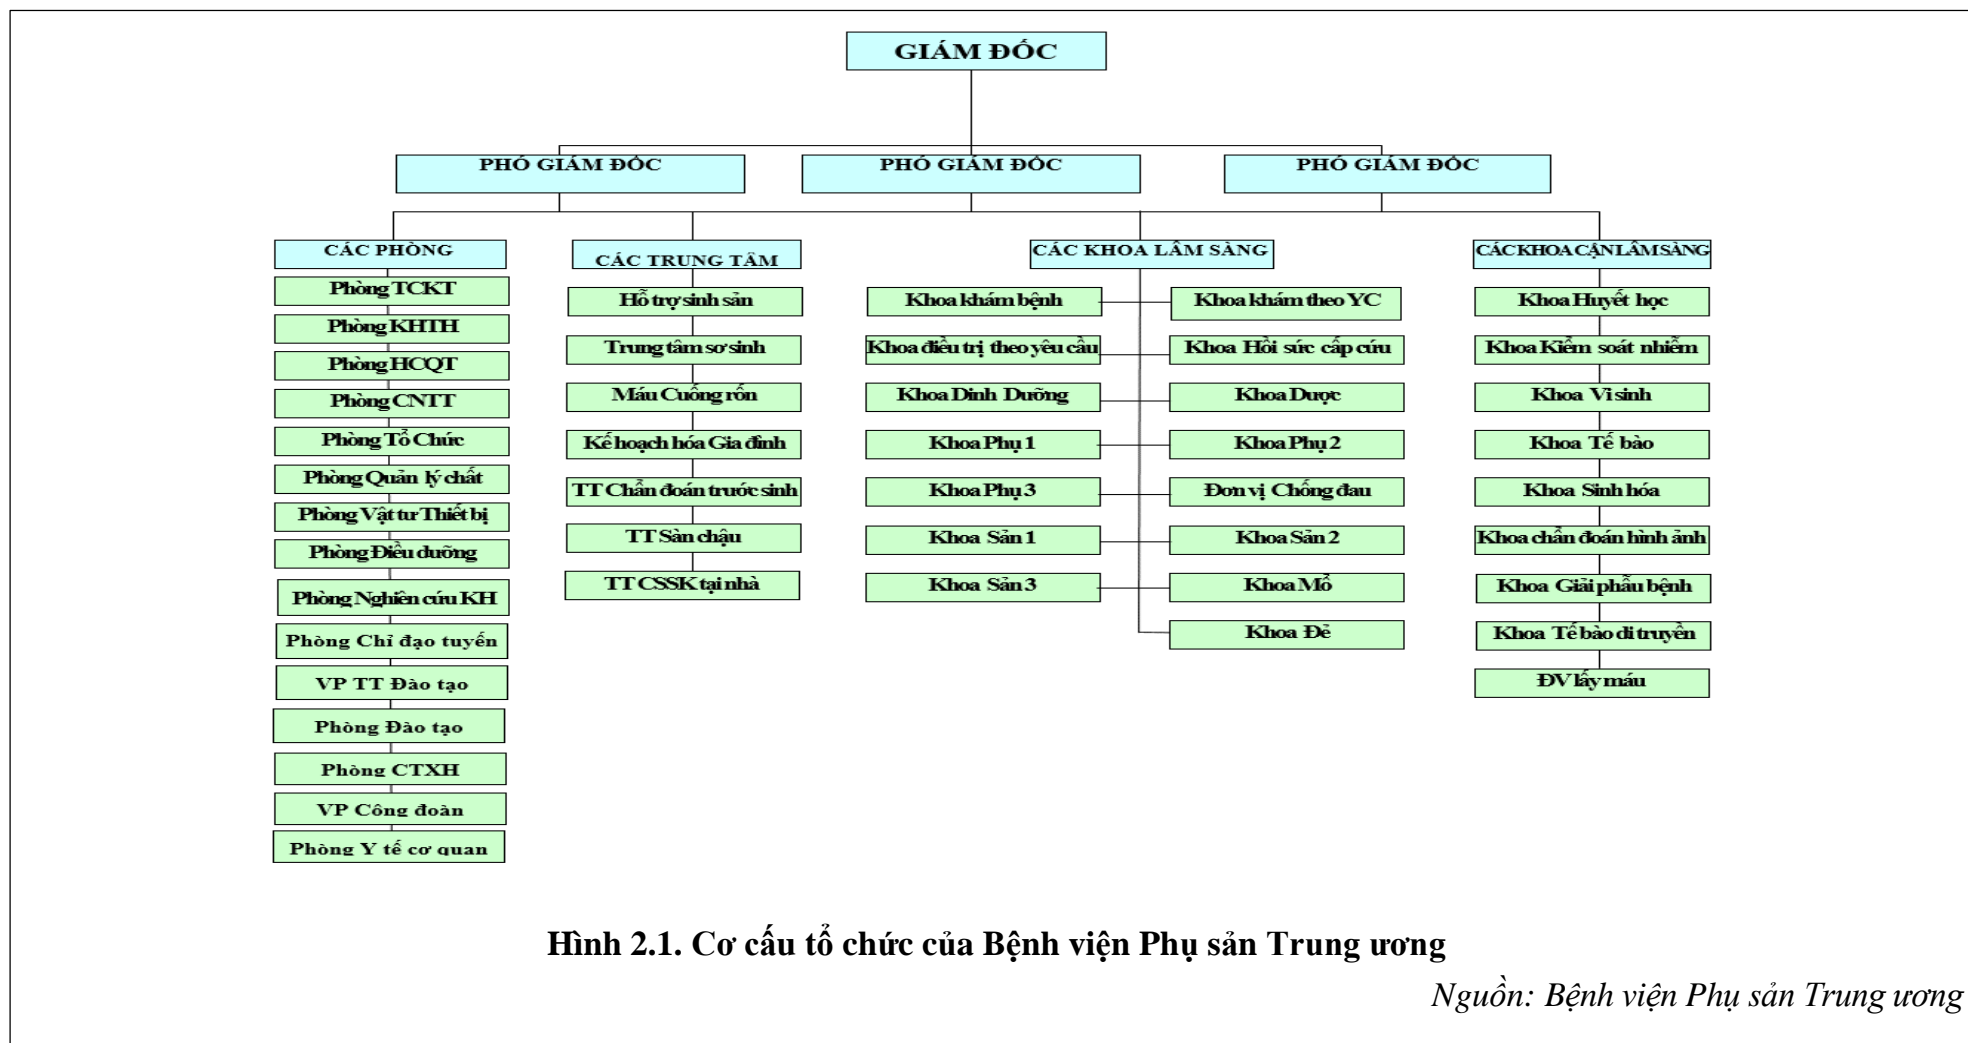 GIÁM ĐỐC
PHÓ GIÁM ĐỐC
PHÓ GIÁM ĐỐC
PHÓ GIÁM ĐỐC
CÁC PHÒNG
Phòng TCKT
Phòng KHTH
Phòng HCQT
Phòng CNTT
Phòng Tổ Chức
Phòng Quản lý chất
Phòng Vật tư Thiết bị
Phòng Điều dưỡng
Phòng Nghiên cứu KH
Phòng Chỉ đạo tuyến
VP TT Đào tạo
Phòng Đào tạo
Phòng CTXH
VP Công đoàn
Phòng Y tế cơ quan
CÁC TRUNG TÂM
Hỗ trợ sinh sản
Trung tâm sơ sinh
Máu Cuống rốn
Kế hoạch hóa Gia đình
TT Chẩn đoán trước sinh
TT Sàn chậu
TT CSSK tại nhà
CÁC KHOA LÂM SÀNG
Khoa khám bệnh
Khoa khám theo YC
Khoa điều trị theo yêu cầu
Khoa Hồi sức cấp cứu
Khoa Dinh Dưỡng
Khoa Dược
Khoa Phụ 1
Khoa Phụ 2
Khoa Phụ 3
Đơn vị Chống đau
Khoa Sản 1
Khoa Sản 2
Khoa Sản 3
Khoa Mổ
Khoa Đẻ
CÁC KHOA CẬN LÂM SÀNG
Khoa Huyết học
Khoa Kiểm soát nhiễm
Khoa Vi sinh
Khoa Tế bào
Khoa Sinh hóa
Khoa chẩn đoán hình ảnh
Khoa Giải phẫu bệnh
Khoa Tế bào di truyền
ĐV lấy máu
Hình 2.1. Cơ cấu tổ chức của Bệnh viện Phụ sản Trung ương
Nguồn: Bệnh viện Phụ sản Trung ương